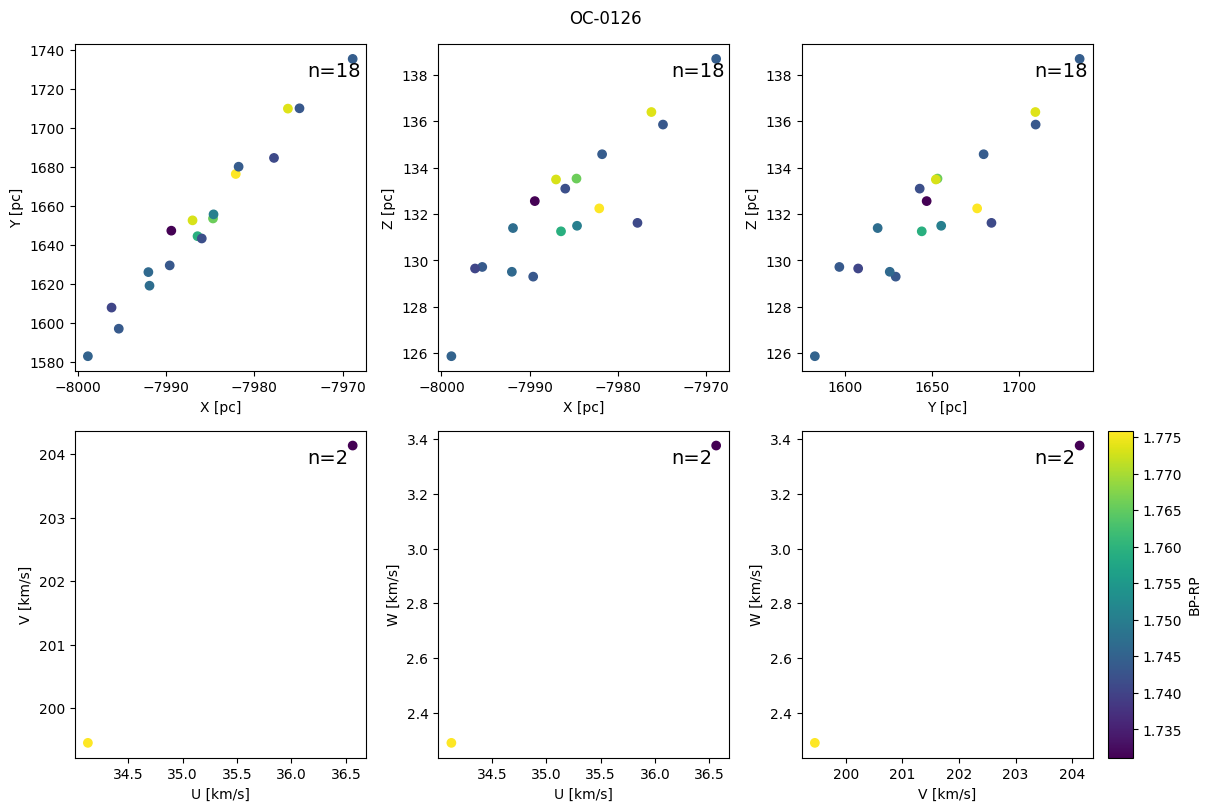 OC-0126
1740
1720
1700
1680
1660
1640
1620
1600
1580
Y [pc]
n=18
−8000 −7990 −7980 −7970
X [pc]
138
136
134
132
130
128
126
Z [pc]
n=18
−8000 −7990 −7980 −7970
X [pc]
138
136
134
132
130
128
126
Z [pc]
n=18
1600 1650 1700
Y [pc]
204
203
202
201
200
V [km/s]
n=2
34.5 35.0 35.5 36.0 36.5
U [km/s]
3.4
3.2
3.0
2.8
2.6
2.4
W [km/s]
n=2
34.5 35.0 35.5 36.0 36.5
U [km/s]
3.4
3.2
3.0
2.8
2.6
2.4
W [km/s]
n=2
200 201 202 203 204
V [km/s]
1.775
1.770
1.765
1.760
1.755
1.750
1.745
1.740
1.735
BP-RP